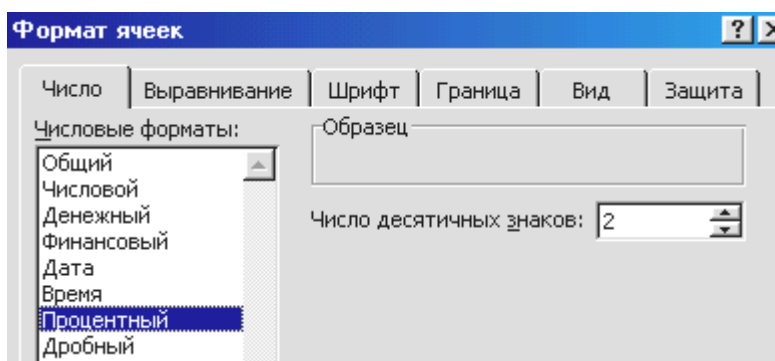 Формат ячеек
Число Выравнивание Шрифт Граница Вид Защита
Числовые форматы:
Образец
Общий
Числовой
Денежный
Финансовый
Дата
Время
Процентный
Дробный
Число десятичных знаков: 2